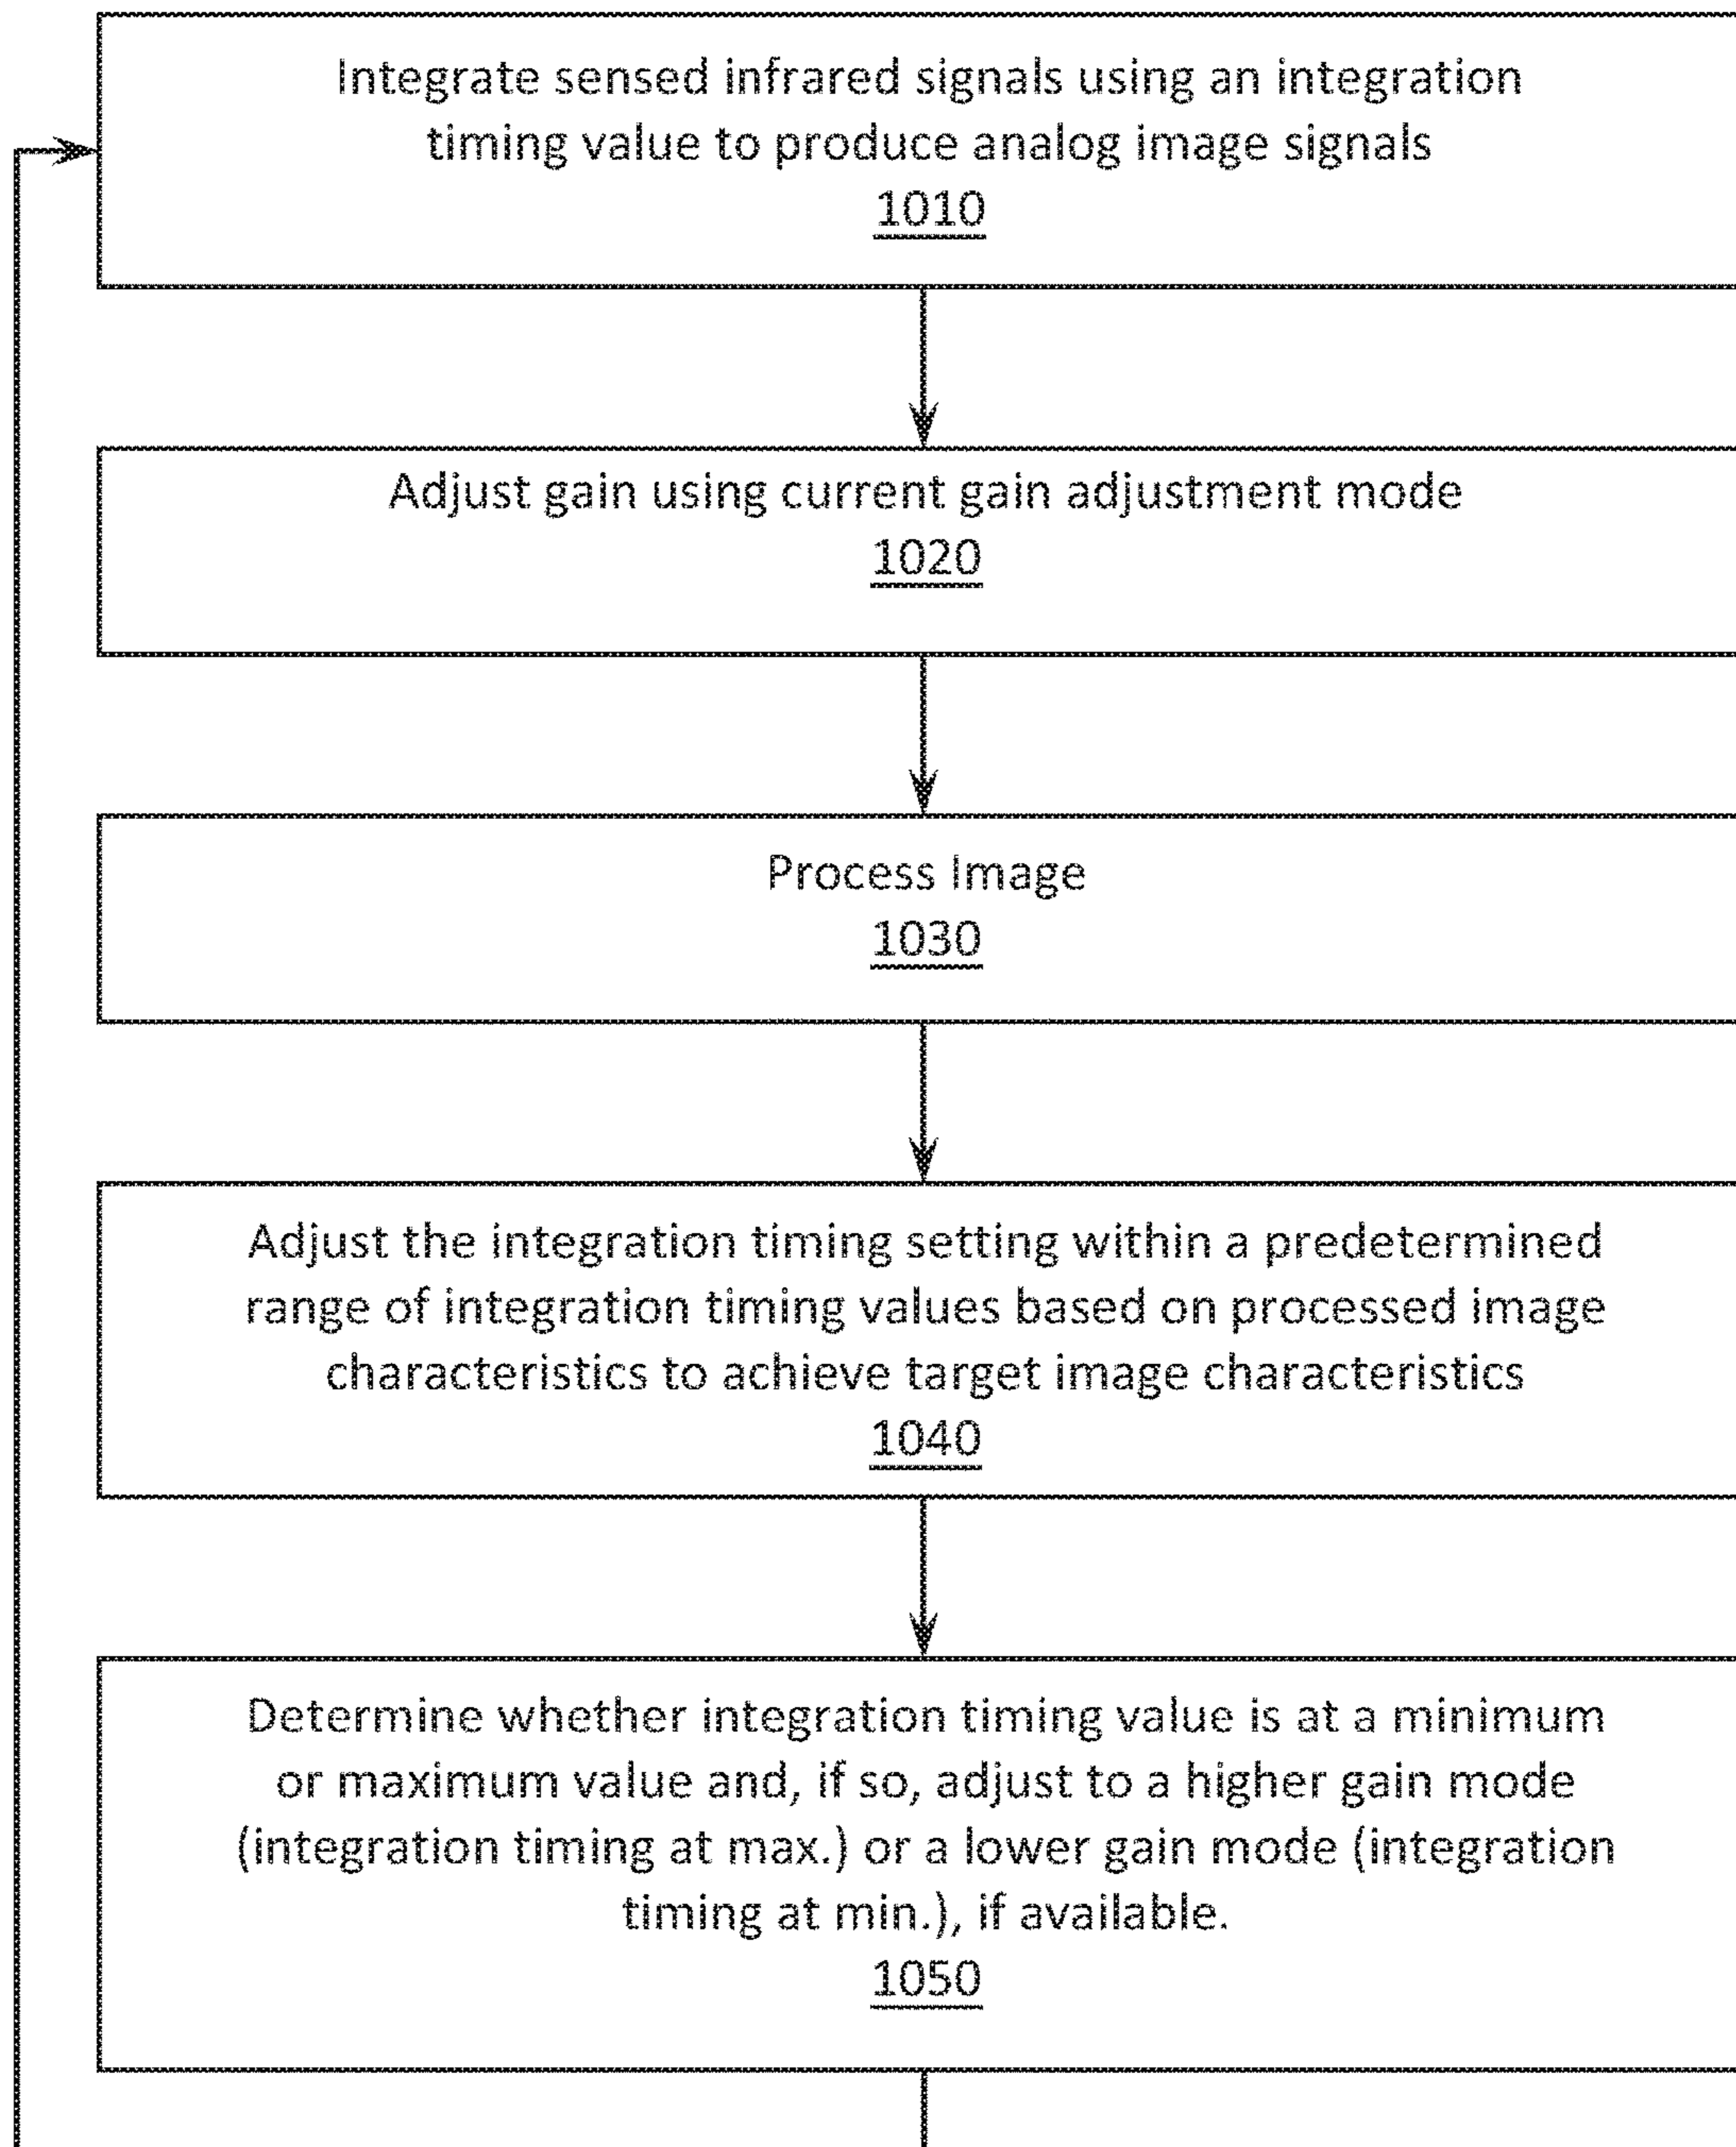 Integrate sensed infrared signals using an integration
timing value to produce analog image signals
1010
Adjust gain using current gain adjustment mode
1020
Process Image
1030
Adjust the integration timing setting within a predetermined
range of integration timing values based on processed image
characteristics to achieve target image characteristics
1040
Determine whether integration timing value is at a minimum
or maximum value and, if so, adjust to a higher gain mode
(integration timing at max.) or a lower gain mode (integration
timing at min.), if available.
1050